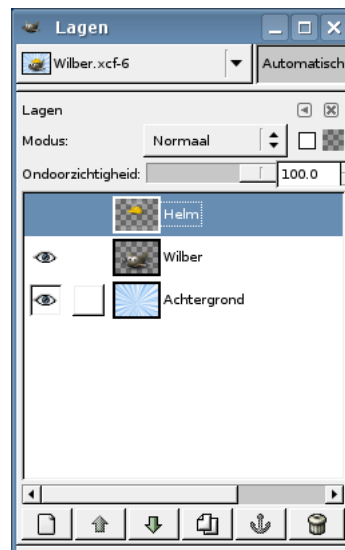 Lagen
Wilber.xcf-6
Automatisch
Lagen
Modus: Normaal
Ondoorzichtigheid: 100.0
Helm
Wilber
Achtergrond